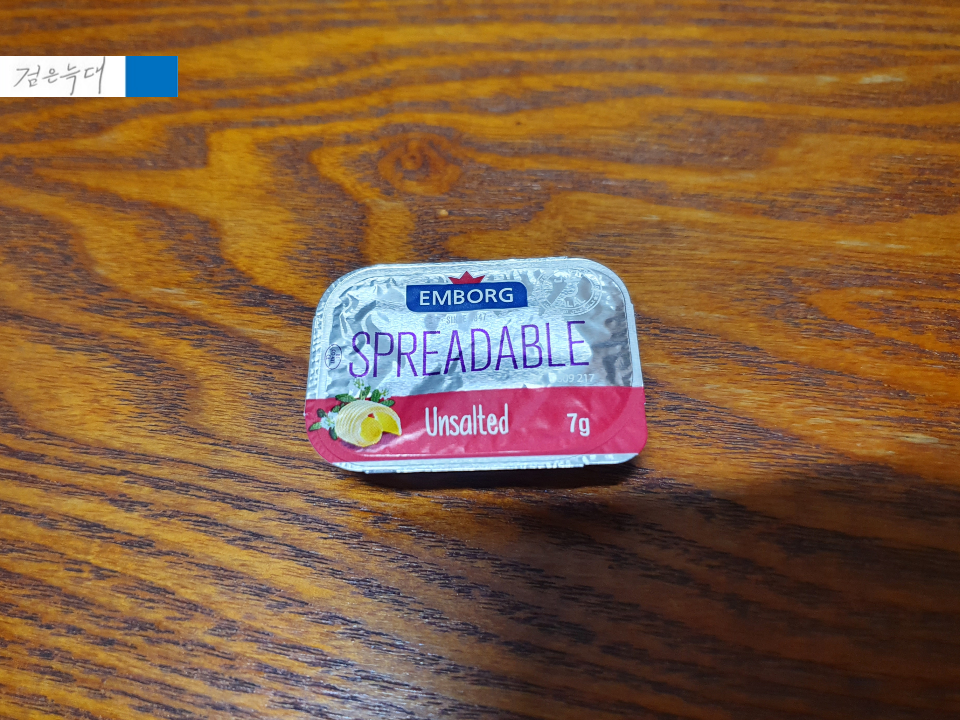 검은늑대
EMBORG
SPREADABLE
Unsalted 7g